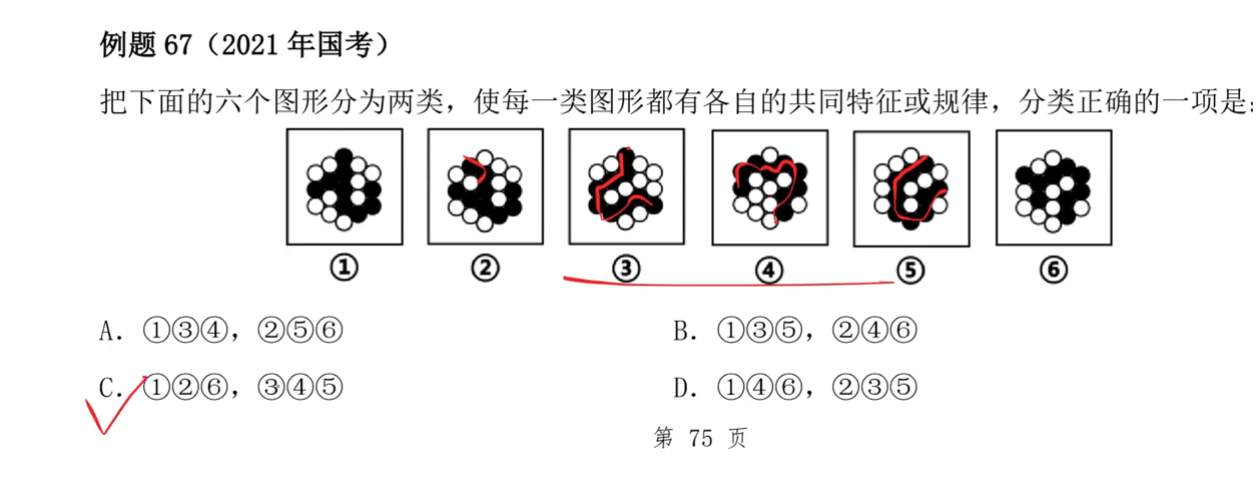 例题 67（2021 年国考）
把下面的六个图形分为两类，使每一类图形都有各自的共同特征或规律，分类正确的一项是：
① ② ③ ④ ⑤ ⑥
A. ①③④，②⑤⑥ B. ①③⑤，②④⑥
C. ①②⑥，③④⑤ D. ①④⑥，②③⑤
第 75 页